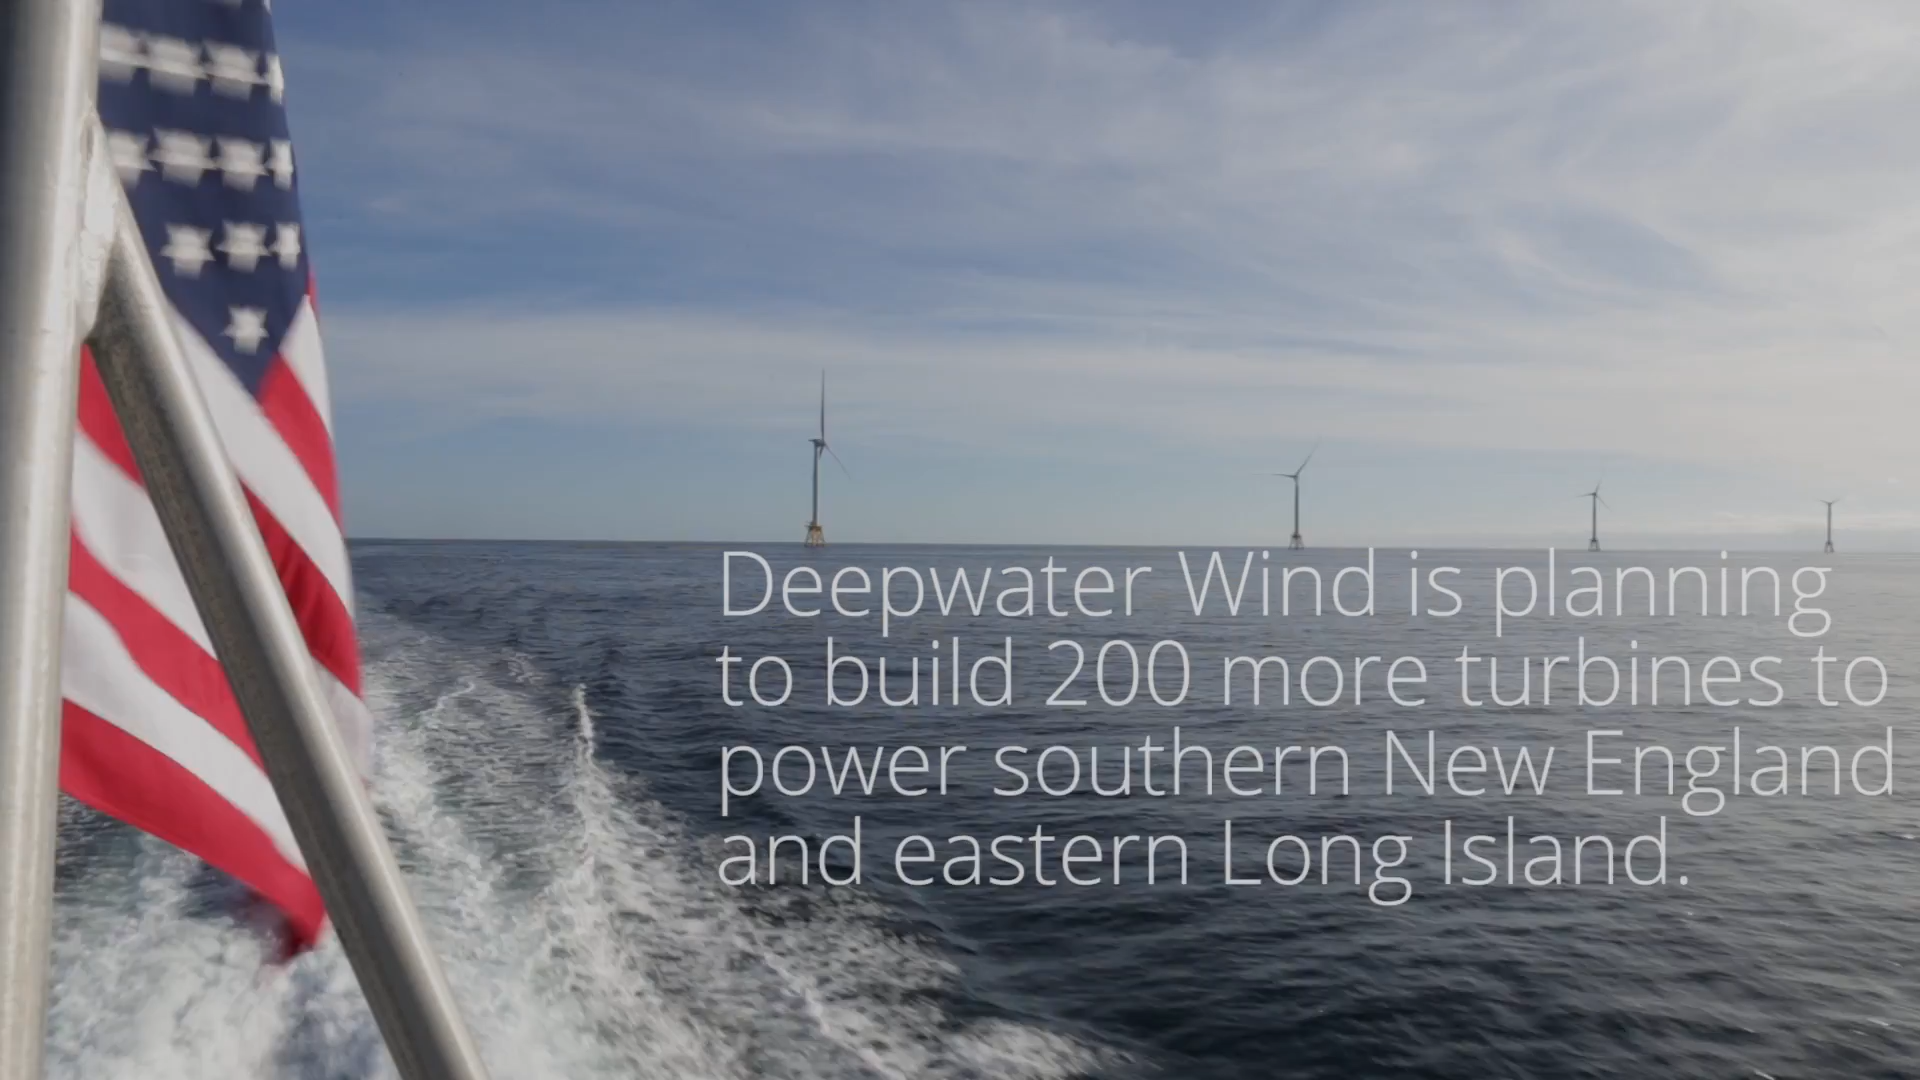 Deepwater Wind is planning
to build 200 more turbines to
power southern New England
and eastern Long Island.